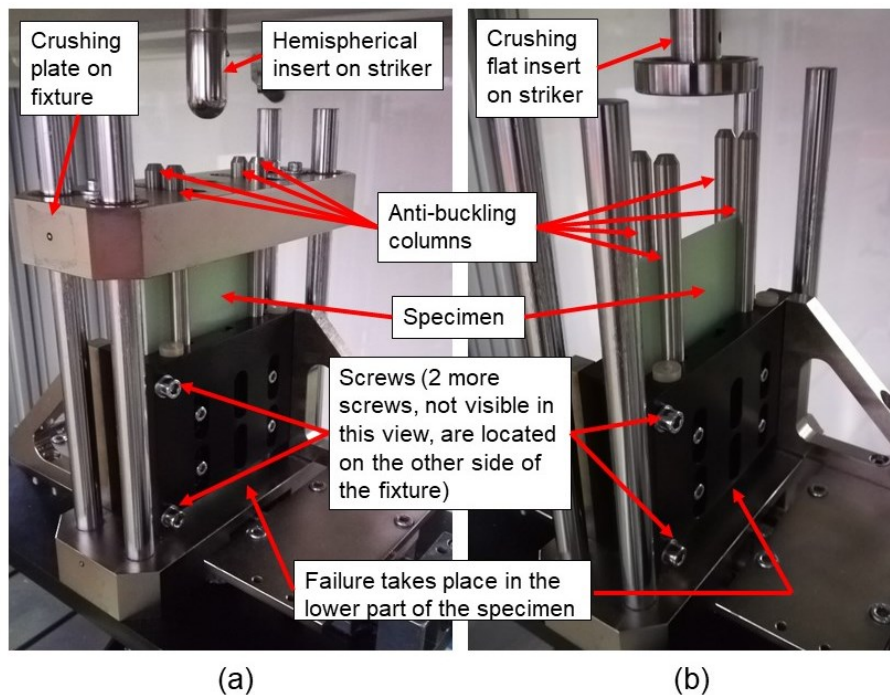 Crushing
plate on
fixture
Hemispherical
insert on striker
Crushing
flat insert
on striker
Anti-buckling
columns
Specimen
Screws (2 more
screws, not visible in
this view, are located
on the other side of
the fixture)
Failure takes place in the
lower part of the specimen
(a)
(b)